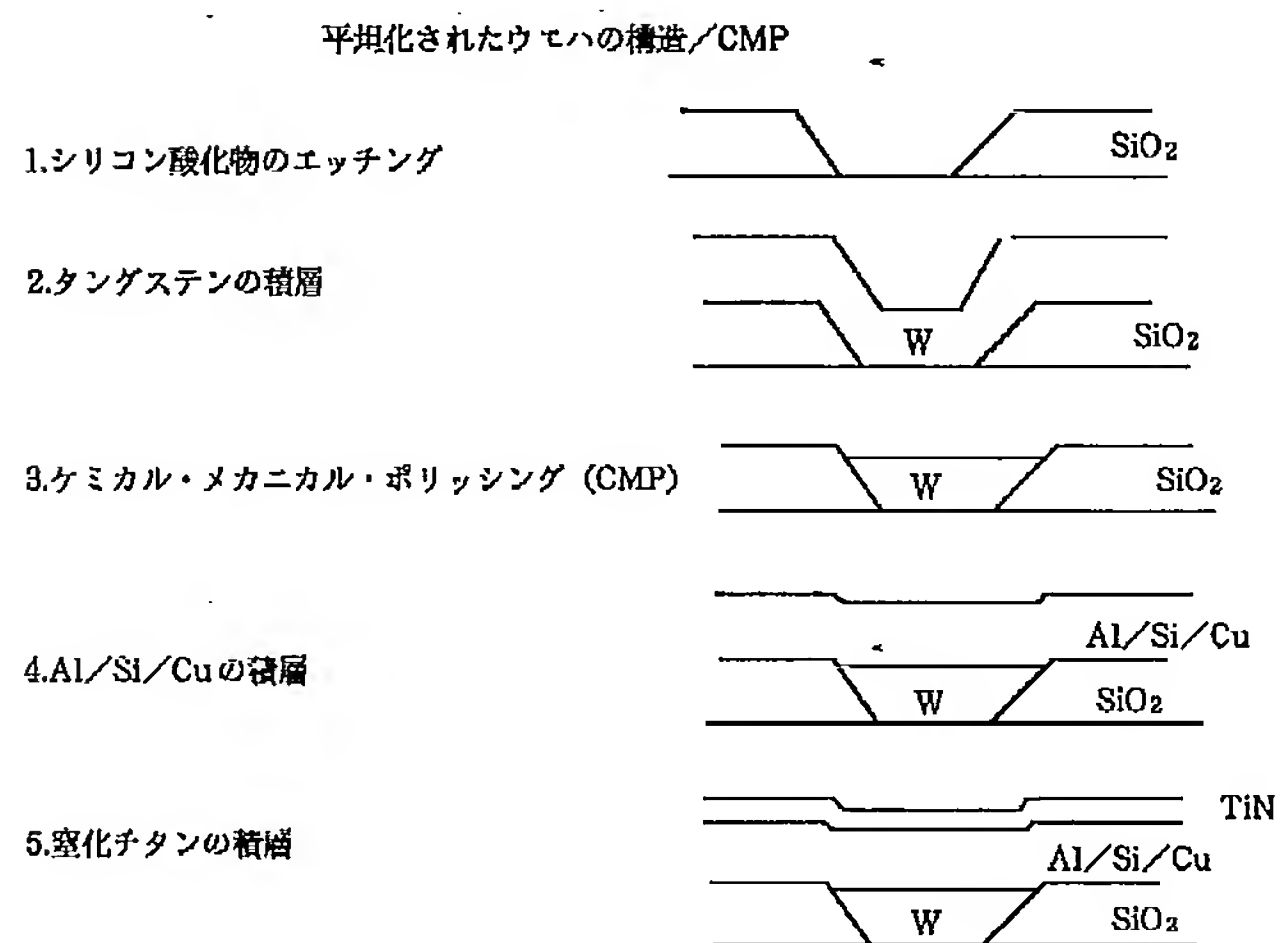 平坦化されたウエハの構造／CMP
1.シリコン酸化物のエッチング
SiO2
2.タングステンの積層
W
SiO2
3.ケミカル・メカニカル・ポリッシング（CMP）
W
SiO2
4.Al／Si／Cuの積層
Al／Si／Cu
W
SiO2
5.窒化チタンの積層
TiN
Al／Si／Cu
W
SiO2